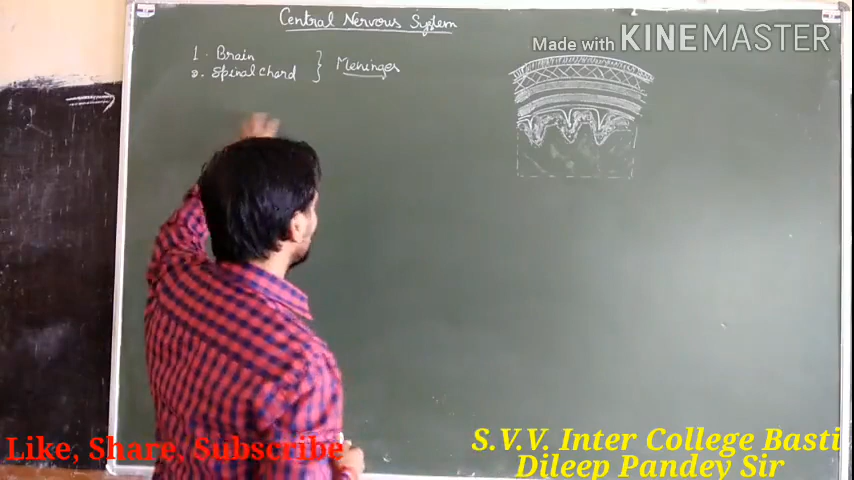 Central Nervous System
Made with KINEMASTER
1. Brain
2. Spinal Chord } Meninges
Like, Share, Subscribe
S.V.V. Inter College Basti
Dileep Pandey Sir